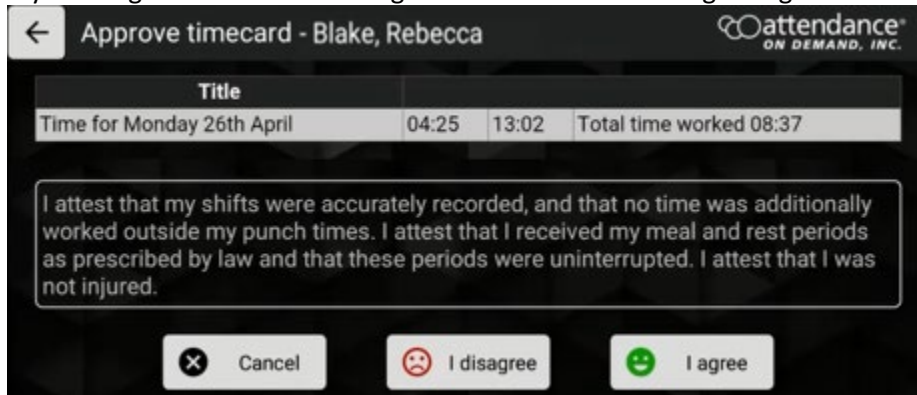 Approve timecard - Blake, Rebecca
attendance®
ON DEMAND, INC.
Title
Time for Monday 26th April 04:25 13:02 Total time worked 08:37
I attest that my shifts were accurately recorded, and that no time was additionally
worked outside my punch times. I attest that I received my meal and rest periods
as prescribed by law and that these periods were uninterrupted. I attest that I was
not injured.
Cancel
I disagree
I agree